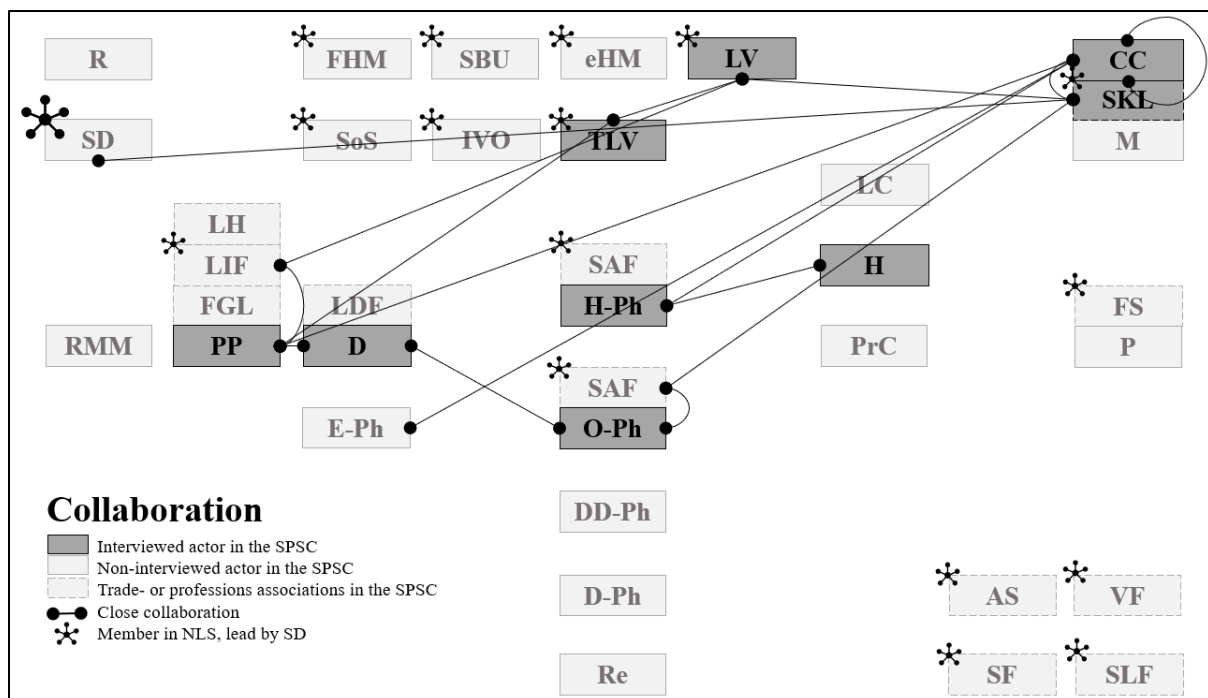 R
FHM
SBU
eHM
LV
CC
SKL
SD
SoS
IVO
TLV
M
LC
LH
LIF
SAF
H
FGL
LDF
H-Ph
FS
RMM
PP
D
PrC
P
SAF
E-Ph
O-Ph
DD-Ph
Collaboration
Interviewed actor in the SPSC
Non-interviewed actor in the SPSC
Trade- or professions associations in the SPSC
Close collaboration
Member in NLS, lead by SD
D-Ph
AS
VF
Re
SF
SLF